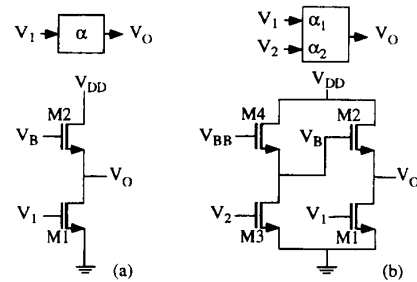 V1 α VO
VDD
M2
VB
VO
V1
M1
(a)
V1 α1
V2 α2
VO
VDD
M4 M2
VBB VB
VO
V2 V1
M3 M1
(b)